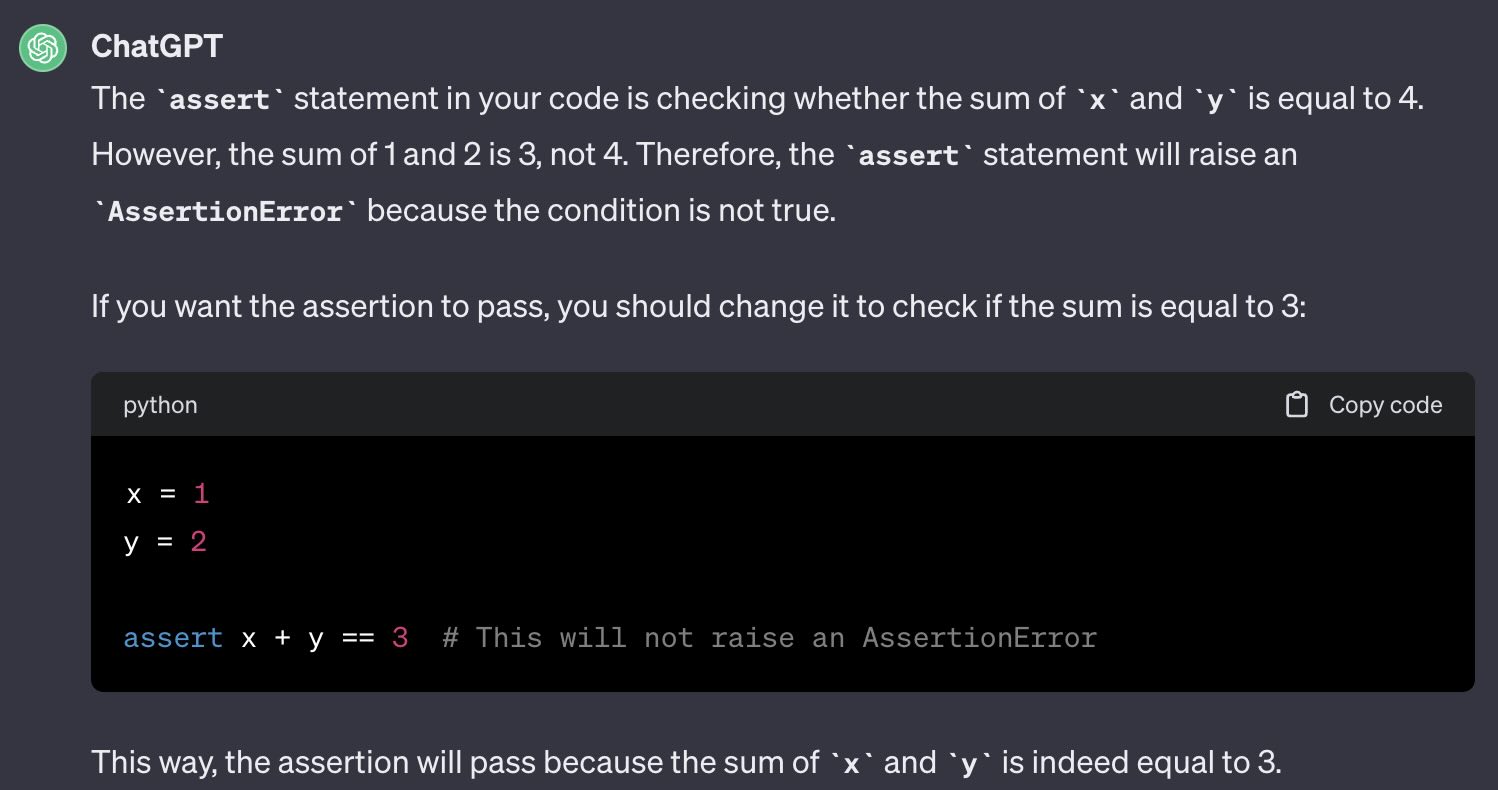 ChatGPT
The `assert` statement in your code is checking whether the sum of `x` and `y` is equal to 4.
However, the sum of 1 and 2 is 3, not 4. Therefore, the `assert` statement will raise an
`AssertionError` because the condition is not true.
If you want the assertion to pass, you should change it to check if the sum is equal to 3:
python Copy code
x = 1
y = 2
assert x + y == 3  # This will not raise an AssertionError
This way, the assertion will pass because the sum of `x` and `y` is indeed equal to 3.